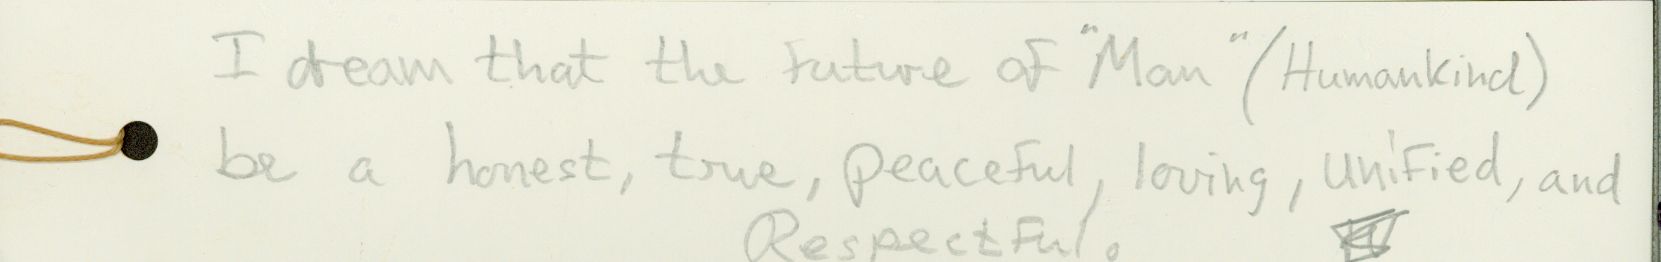 I dream that the future of "Man" (Humankind)
be a honest, true, peaceful, loving, unified, and
Respectful.